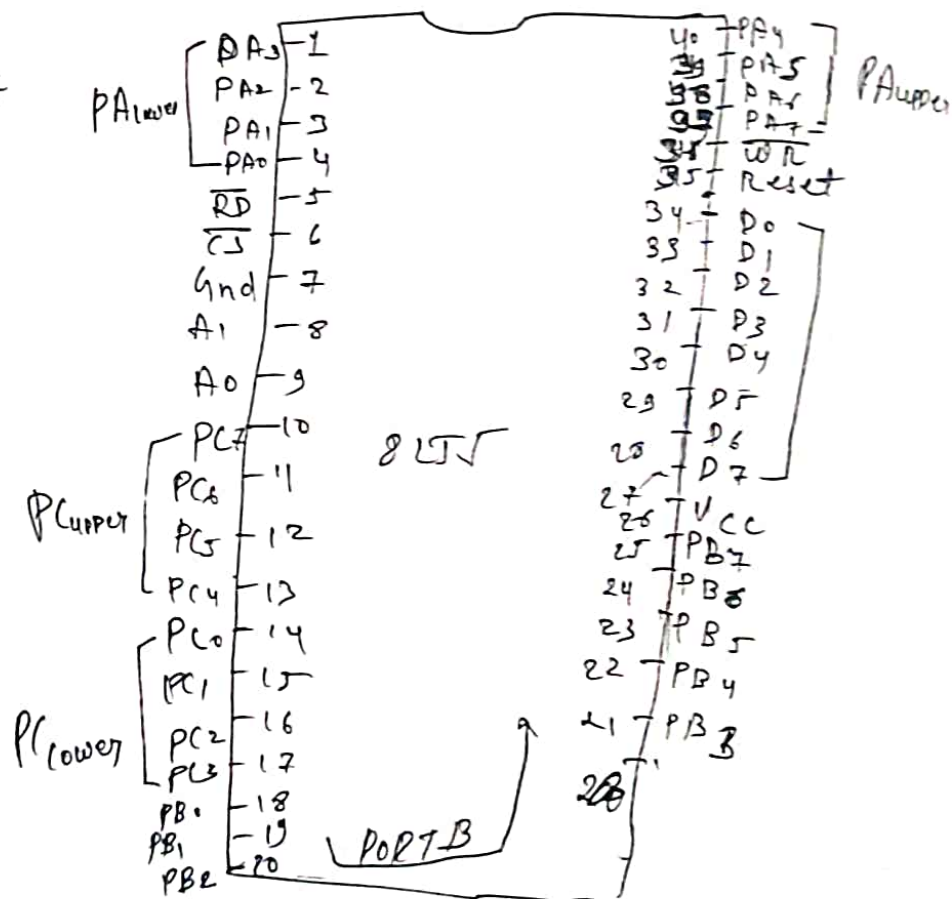 PA3 1
PA2 2
PA1 3
PA0 4
PALower
RD 5
CS 6
Gnd 7
A1 8
A0 9
PC7 10
PC6 11
PC5 12
PC4 13
PCupper
PC0 14
PC1 15
PC2 16
PC3 17
PCLower
PB0 18
PB1 19
PB2 20
8255
PORTB
40 PA4
39 PA5
38 PA6
37 PA7
PAupper
36 WR
35 Reset
34 D0
33 D1
32 D2
31 D3
30 D4
29 D5
28 D6
27 D7
26 VCC
25 PB7
24 PB6
23 PB5
22 PB4
21 PB3